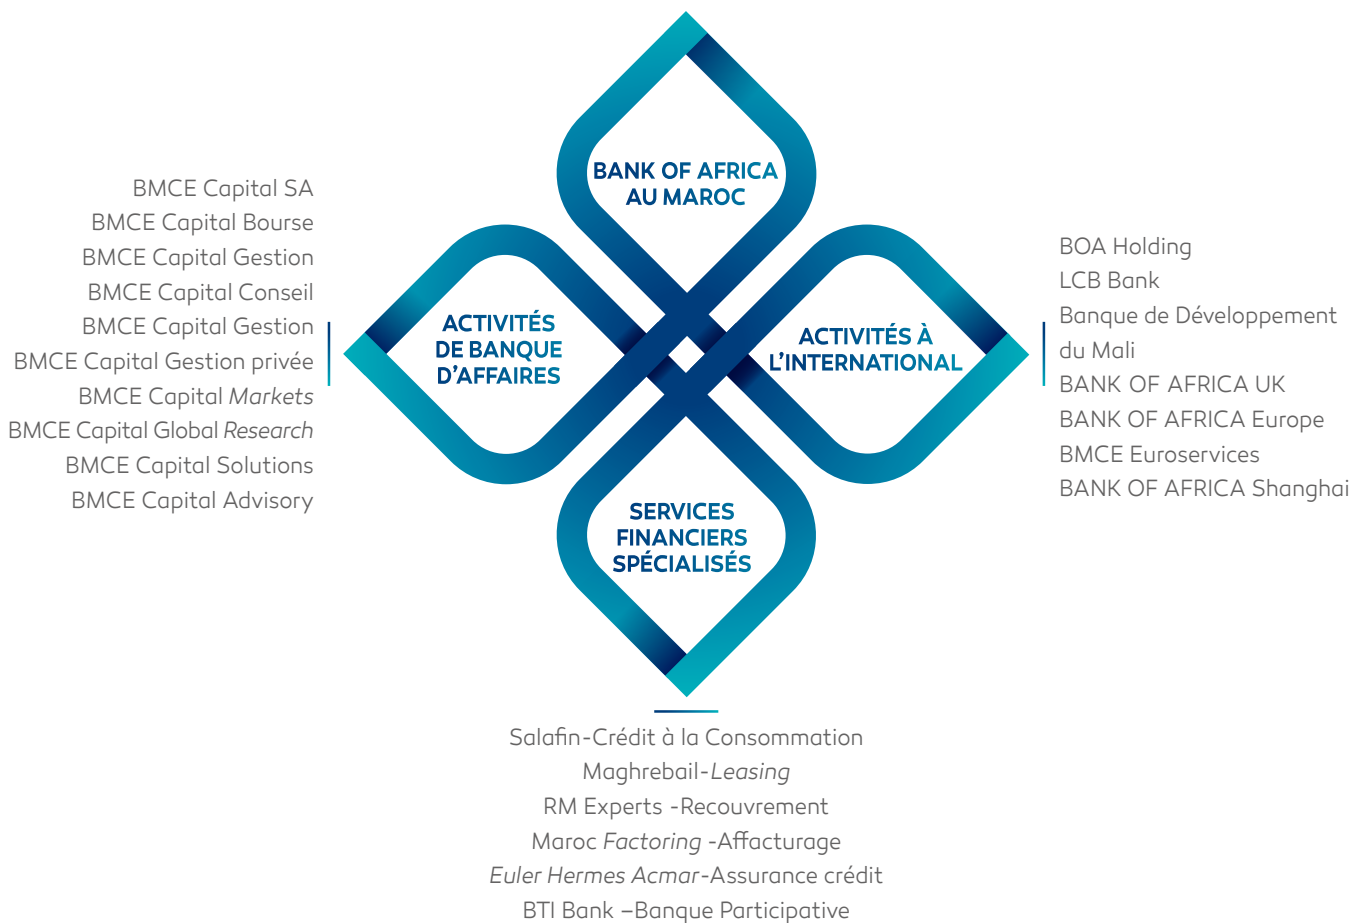 BANK OF AFRICA
AU MAROC
BMCE Capital SA
BMCE Capital Bourse
BMCE Capital Gestion
BMCE Capital Conseil
BMCE Capital Gestion
BMCE Capital Gestion privée
BMCE Capital Markets
BMCE Capital Global Research
BMCE Capital Solutions
BMCE Capital Advisory
ACTIVITÉS
DE BANQUE
D'AFFAIRES
ACTIVITÉS À
L'INTERNATIONAL
BOA Holding
LCB Bank
Banque de Développement
du Mali
BANK OF AFRICA UK
BANK OF AFRICA Europe
BMCE Euroservices
BANK OF AFRICA Shanghai
SERVICES
FINANCIERS
SPÉCIALISÉS
Salafin-Crédit à la Consommation
Maghrebail-Leasing
RM Experts -Recouvrement
Maroc Factoring -Affacturage
Euler Hermes Acmar-Assurance crédit
BTI Bank –Banque Participative